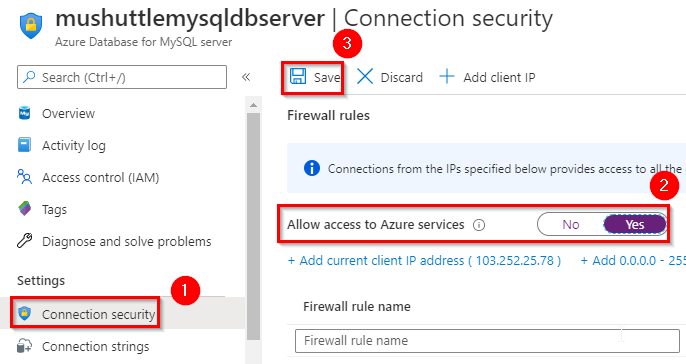 mushuttlemysqldbserver | Connection security
Azure Database for MySQL server
3
Search (Ctrl+/)
«
Save
Discard
+ Add client IP
Overview
Activity log
Access control (IAM)
Tags
Diagnose and solve problems
Settings
1
Connection security
Connection strings
Firewall rules
Connections from the IPs specified below provides access to all the
2
Allow access to Azure services
No
Yes
+ Add current client IP address ( 103.252.25.78 )
+ Add 0.0.0.0 - 255
Firewall rule name
Firewall rule name